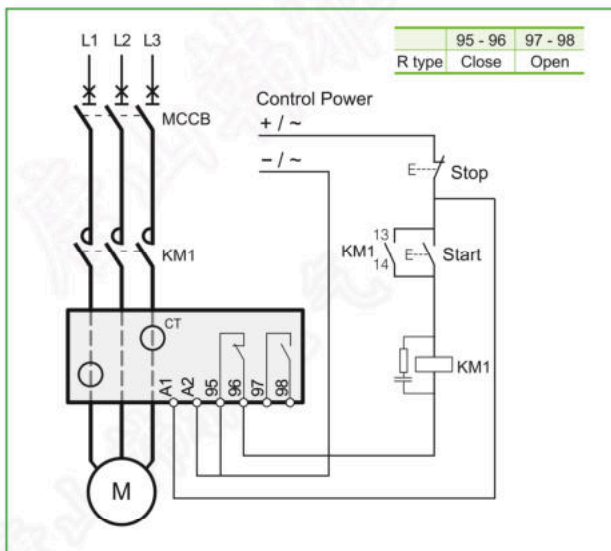 L1 L2 L3
95 - 96 97 - 98
R type Close Open
MCCB
Control Power
+ / ~
− / ~
E Stop
KM1 13 14 E Start
KM1
CT
KM1
A1 A2 95 96 97 98
M